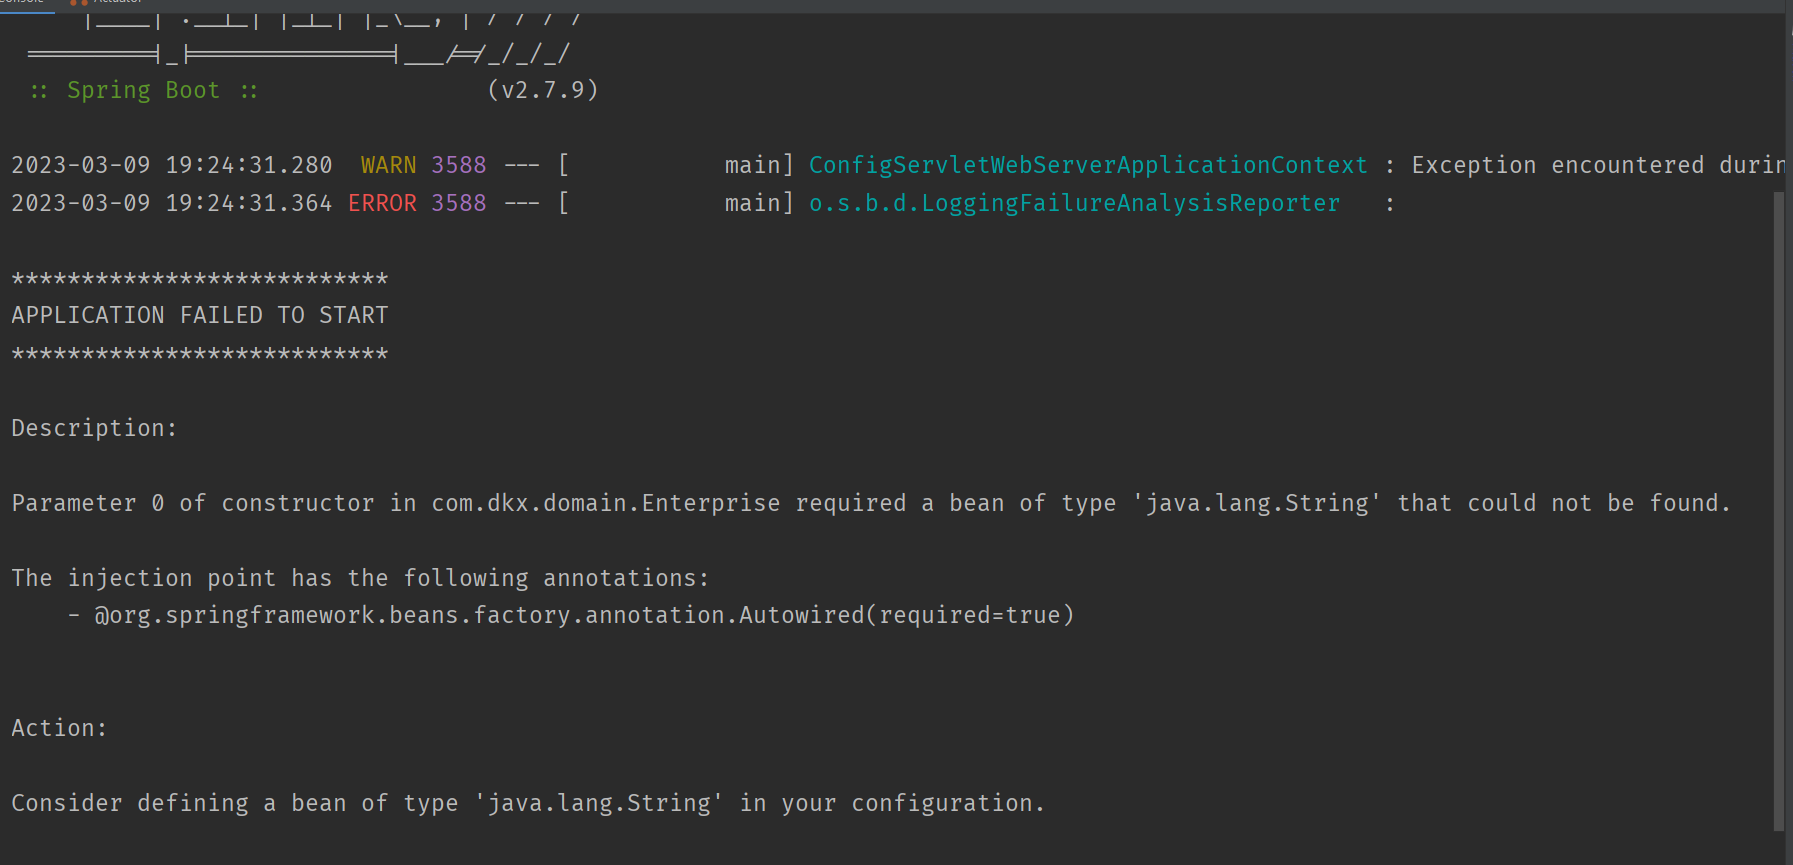 Actuator
:: Spring Boot ::                (v2.7.9)
2023-03-09 19:24:31.280  WARN 3588 --- [           main] ConfigServletWebServerApplicationContext : Exception encountered durin
2023-03-09 19:24:31.364 ERROR 3588 --- [           main] o.s.b.d.LoggingFailureAnalysisReporter   :
***************************
APPLICATION FAILED TO START
***************************
Description:
Parameter 0 of constructor in com.dkx.domain.Enterprise required a bean of type 'java.lang.String' that could not be found.
The injection point has the following annotations:
- @org.springframework.beans.factory.annotation.Autowired(required=true)
Action:
Consider defining a bean of type 'java.lang.String' in your configuration.